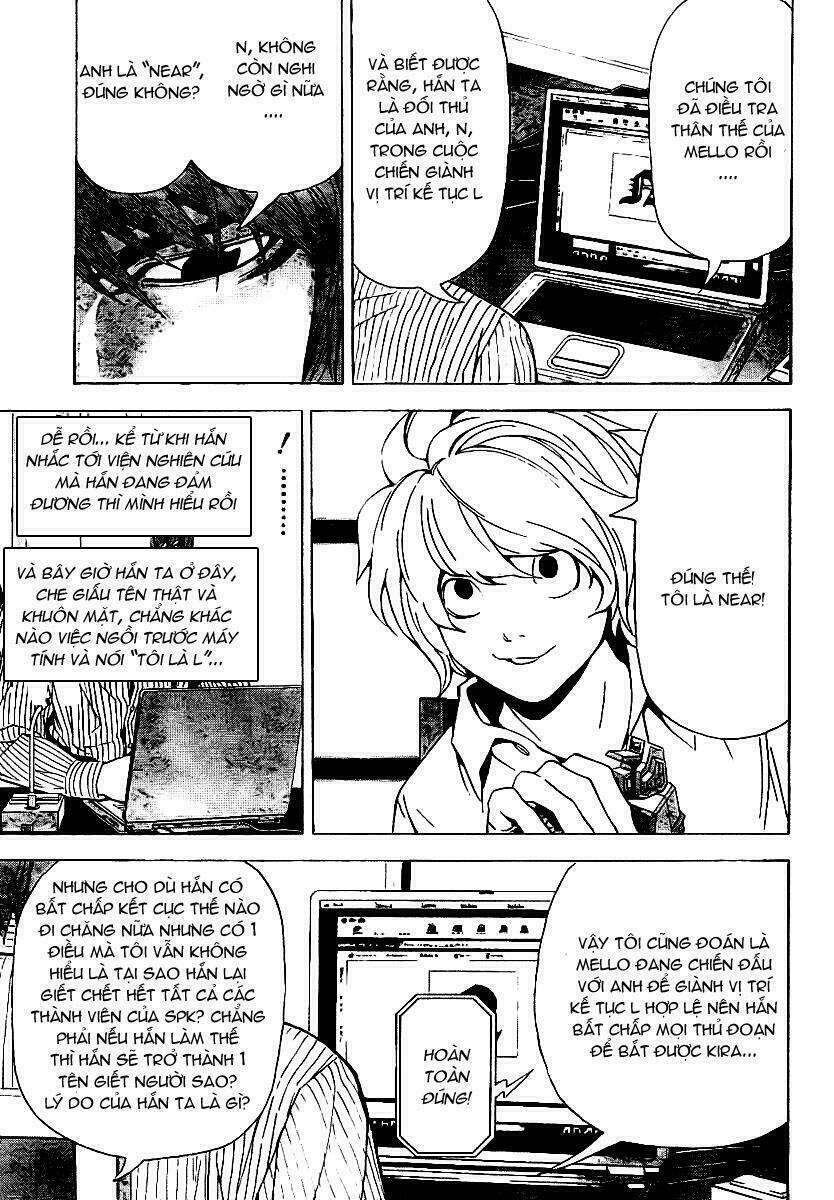 CHÚNG TÔI
ĐÃ ĐIỀU TRA
THÂN THẾ CỦA
MELLO RỒI
....
VÀ BIẾT ĐƯỢC
RẰNG, HẮN TA
LÀ ĐỐI THỦ
CỦA ANH, N,
TRONG CUỘC
CHIẾN GIÀNH
VỊ TRÍ KẾ TỤC L
N, KHÔNG
CÒN NGHI
NGỜ GÌ NỮA
....
ANH LÀ "NEAR",
ĐÚNG KHÔNG?
ĐÚNG THẾ!
TÔI LÀ NEAR!
!
DỄ RỒI... KỂ TỪ KHI HẮN
NHẮC TỚI VIỆN NGHIÊN CỨU
MÀ HẮN ĐANG ĐẢM
ĐƯƠNG THÌ MÌNH HIỂU RỒI
VÀ BÂY GIỜ HẮN TA Ở ĐÂY,
CHE GIẤU TÊN THẬT VÀ
KHUÔN MẶT, CHẲNG KHÁC
NÀO VIỆC NGỒI TRƯỚC MÁY
TÍNH VÀ NÓI "TÔI LÀ L"...
VẬY TÔI CŨNG ĐOÁN LÀ
MELLO ĐANG CHIẾN ĐẤU
VỚI ANH ĐỂ GIÀNH VỊ TRÍ
KẾ TỤC L HỢP LỆ NÊN HẮN
BẤT CHẤP MỌI THỦ ĐOẠN
ĐỂ BẮT ĐƯỢC KIRA...
HOÀN
TOÀN
ĐÚNG!
NHƯNG CHO DÙ HẮN CÓ
BẤT CHẤP KẾT CỤC THẾ NÀO
ĐI CHĂNG NỮA NHƯNG CÓ 1
ĐIỀU MÀ TÔI VẪN KHÔNG
HIỂU LÀ TẠI SAO HẮN LẠI
GIẾT CHẾT HẾT TẤT CẢ CÁC
THÀNH VIÊN CỦA SPK? CHẲNG
PHẢI NẾU HẮN LÀM THẾ
THÌ HẮN SẼ TRỞ THÀNH 1
TÊN GIẾT NGƯỜI SAO?
LÝ DO CỦA HẮN TA LÀ GÌ?